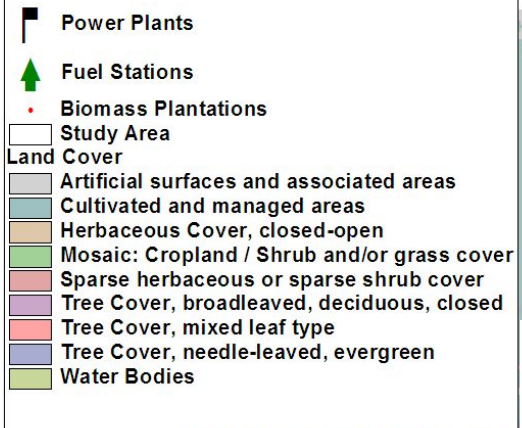 Power Plants
Fuel Stations
Biomass Plantations
Study Area
Land Cover
Artificial surfaces and associated areas
Cultivated and managed areas
Herbaceous Cover, closed-open
Mosaic: Cropland / Shrub and/or grass cover
Sparse herbaceous or sparse shrub cover
Tree Cover, broadleaved, deciduous, closed
Tree Cover, mixed leaf type
Tree Cover, needle-leaved, evergreen
Water Bodies